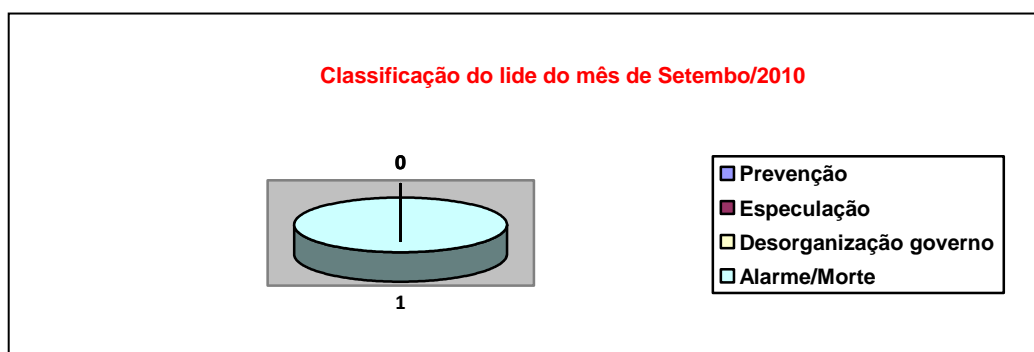 Classificação do lide do mês de Setembo/2010
0
1
Prevenção
Especulação
Desorganização governo
Alarme/Morte